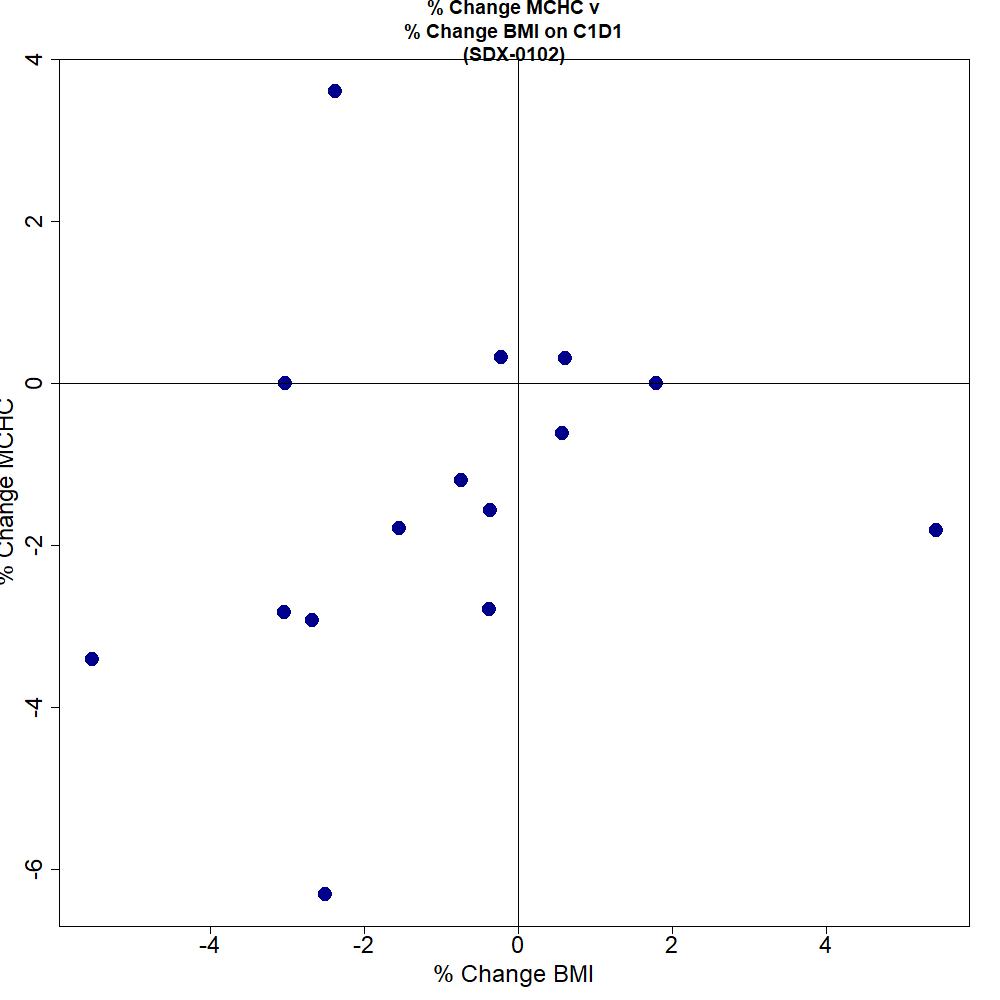 % Change MCHC v
% Change BMI on C1D1
(SDX-0102)
4
2
0
-2
-4
-6
% Change MCHC
-4
-2
0
2
4
% Change BMI